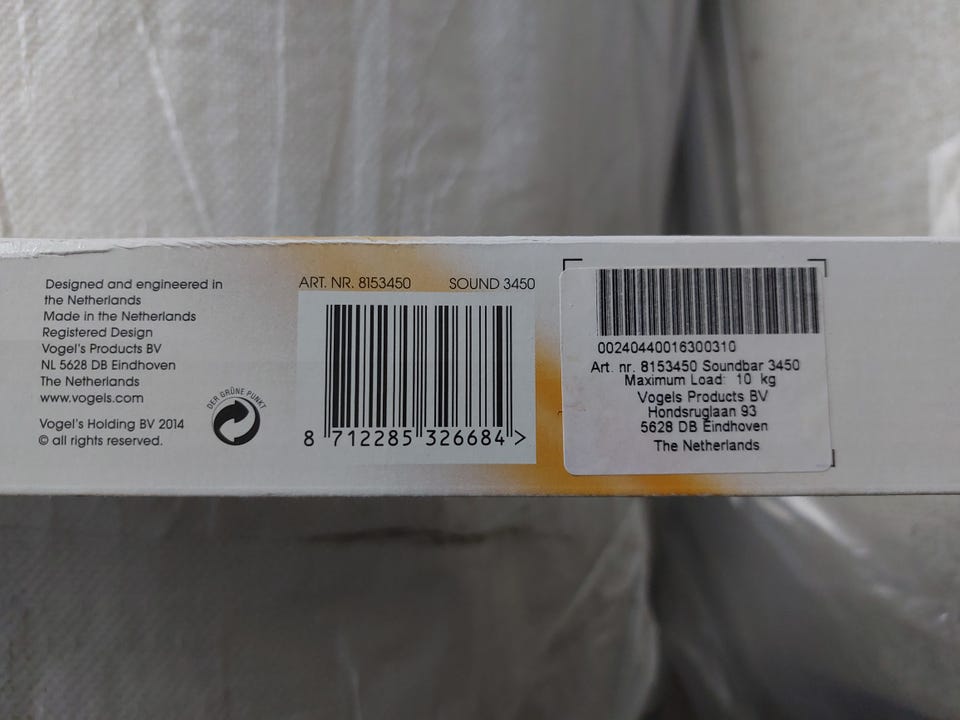 Designed and engineered in
the Netherlands
Made in the Netherlands
Registered Design
Vogel's Products BV
NL 5628 DB Eindhoven
The Netherlands
www.vogels.com
Vogel's Holding BV 2014
© all rights reserved.
DER GRÜNE PUNKT
ART. NR. 8153450 SOUND 3450
8 712285 326684 >
00240440016300310
Art. nr. 8153450 Soundbar 3450
Maximum Load: 10 kg
Vogels Products BV
Hondsruglaan 93
5628 DB Eindhoven
The Netherlands